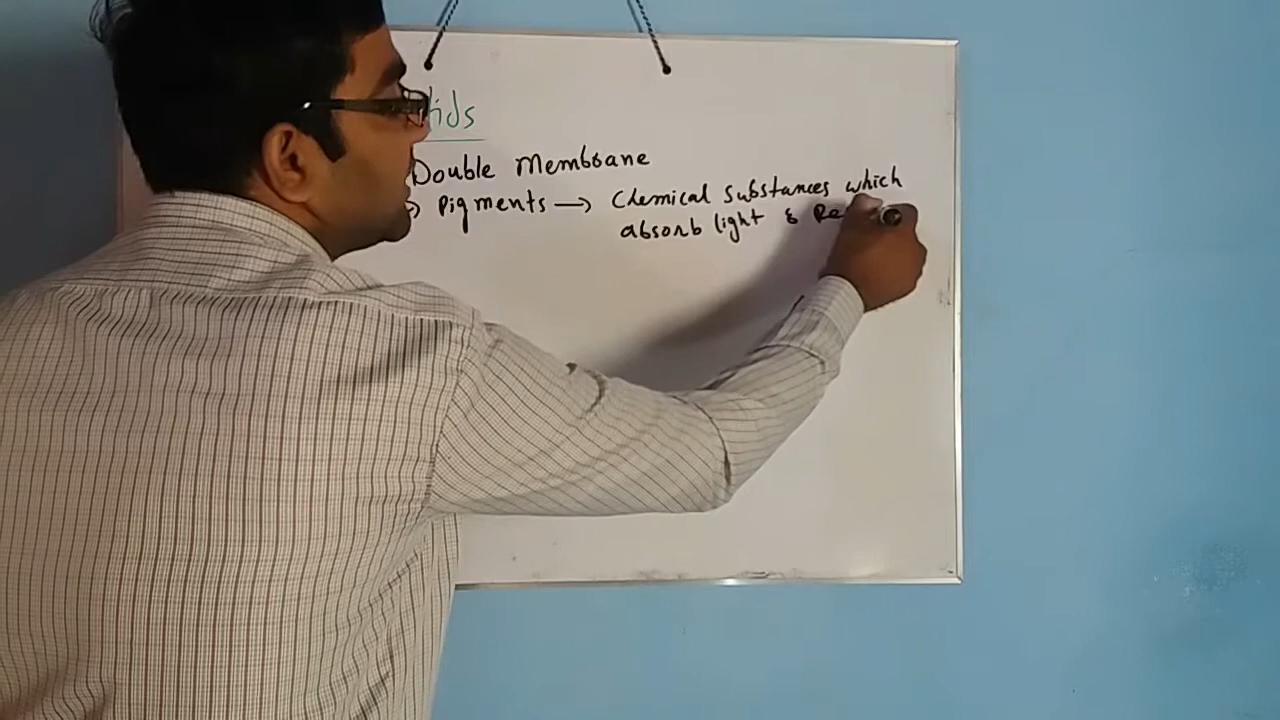 tids
Double Membrane
Pigments → Chemical substances which
absorb light & Re